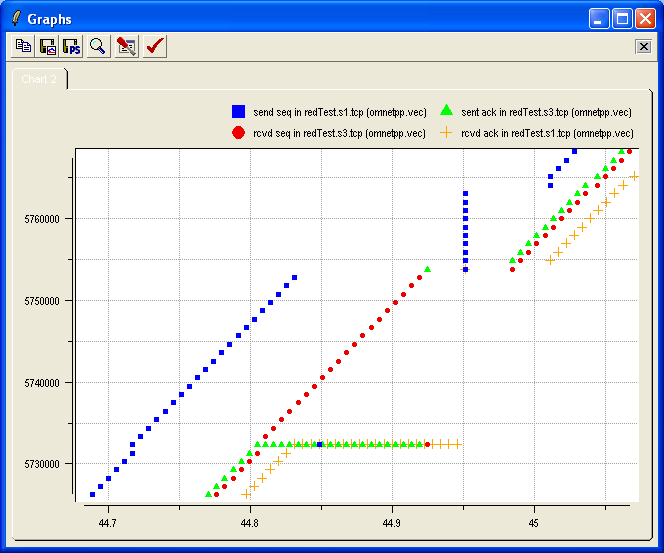 Graphs
PS
Chart 2
send seq in redTest.s1.tcp (omnetpp.vec)
sent ack in redTest.s3.tcp (omnetpp.vec)
rcvd seq in redTest.s3.tcp (omnetpp.vec)
rcvd ack in redTest.s1.tcp (omnetpp.vec)
5760000
5750000
5740000
5730000
44.7
44.8
44.9
45